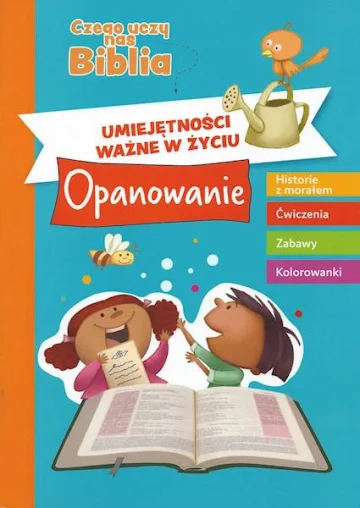 Czego uczy
nas
Biblia
UMIEJĘTNOŚCI
WAŻNE W ŻYCIU
Opanowanie
Historie
z morałem
Ćwiczenia
Zabawy
Kolorowanki